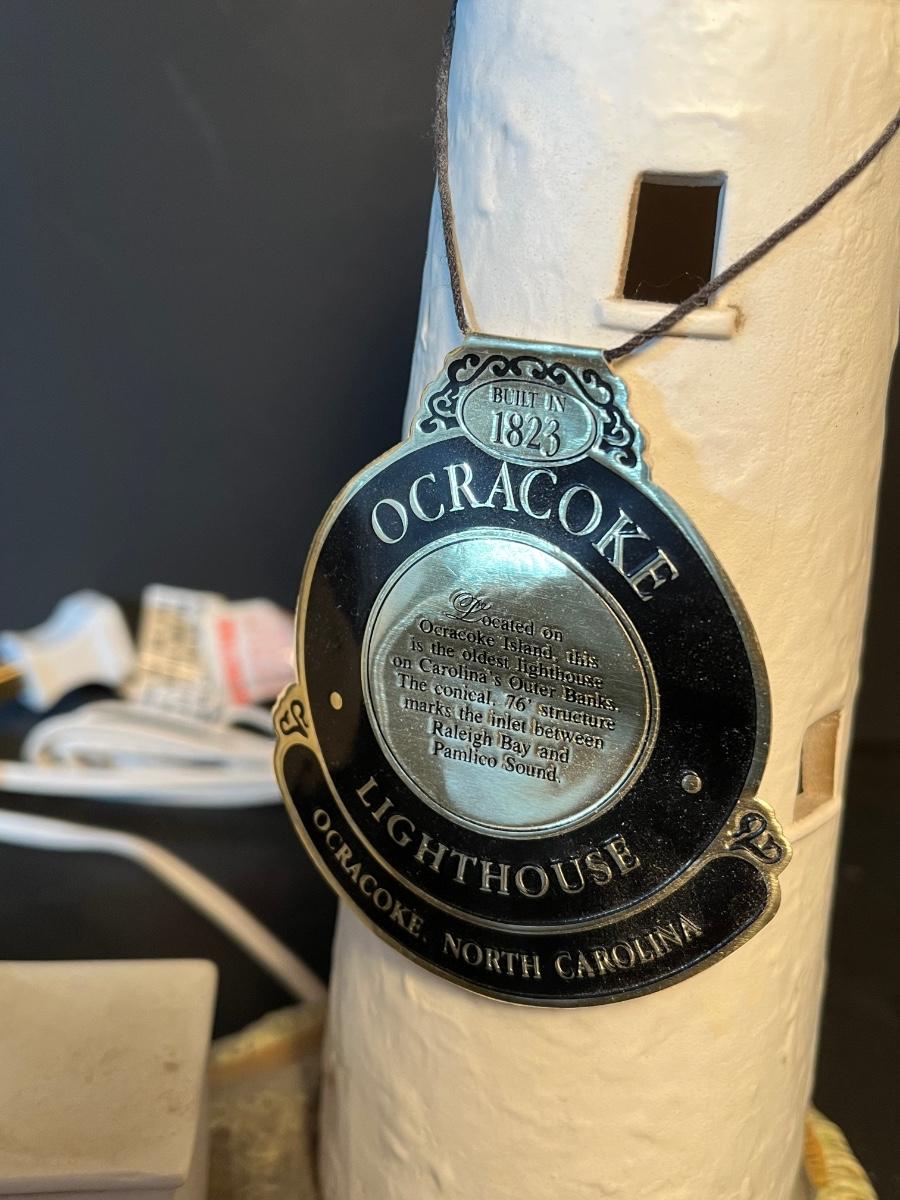 BUILT IN
1823
OCRACOKE
Located on
Ocracoke Island, this
is the oldest lighthouse
on Carolina's Outer Banks.
The conical, 76' structure
marks the inlet between
Raleigh Bay and
Pamlico Sound.
LIGHTHOUSE
OCRACOKE, NORTH CAROLINA